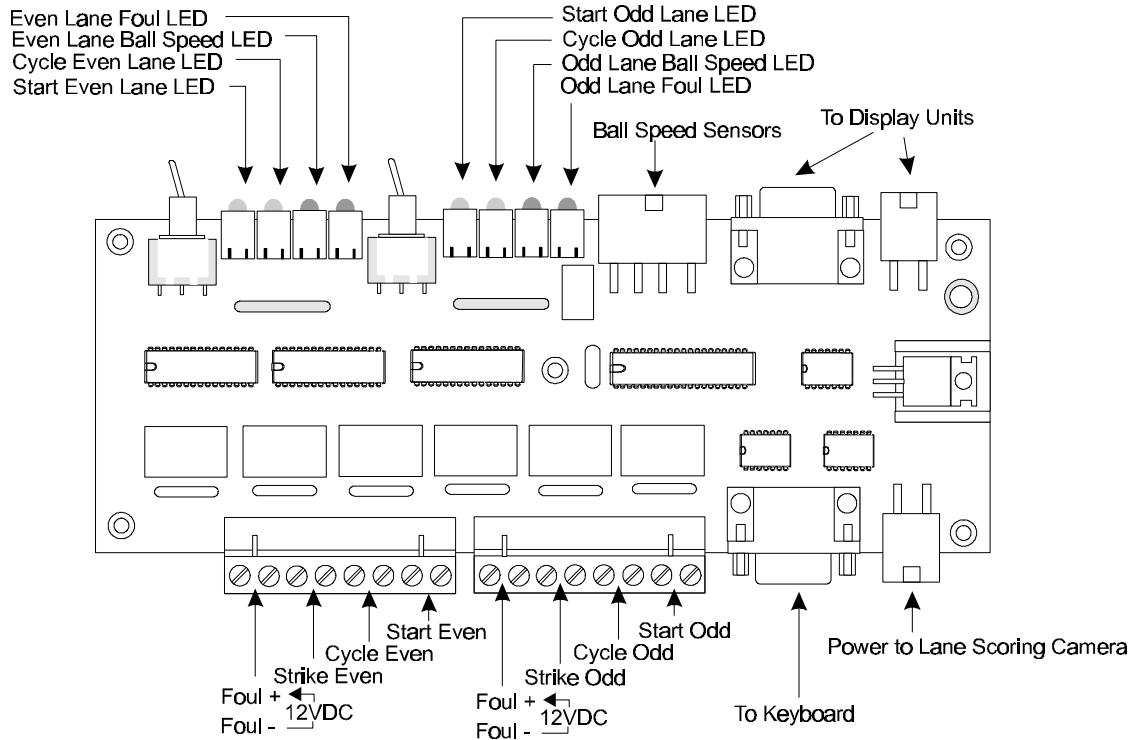 Even Lane Foul LED
Even Lane Ball Speed LED
Cycle Even Lane LED
Start Even Lane LED
Start Odd Lane LED
Cycle Odd Lane LED
Odd Lane Ball Speed LED
Odd Lane Foul LED
Ball Speed Sensors
To Display Units
Start Even
Cycle Even
Strike Even
Foul +
12VDC
Foul -
Start Odd
Cycle Odd
Strike Odd
Foul +
12VDC
Foul -
To Keyboard
Power to Lane Scoring Camera